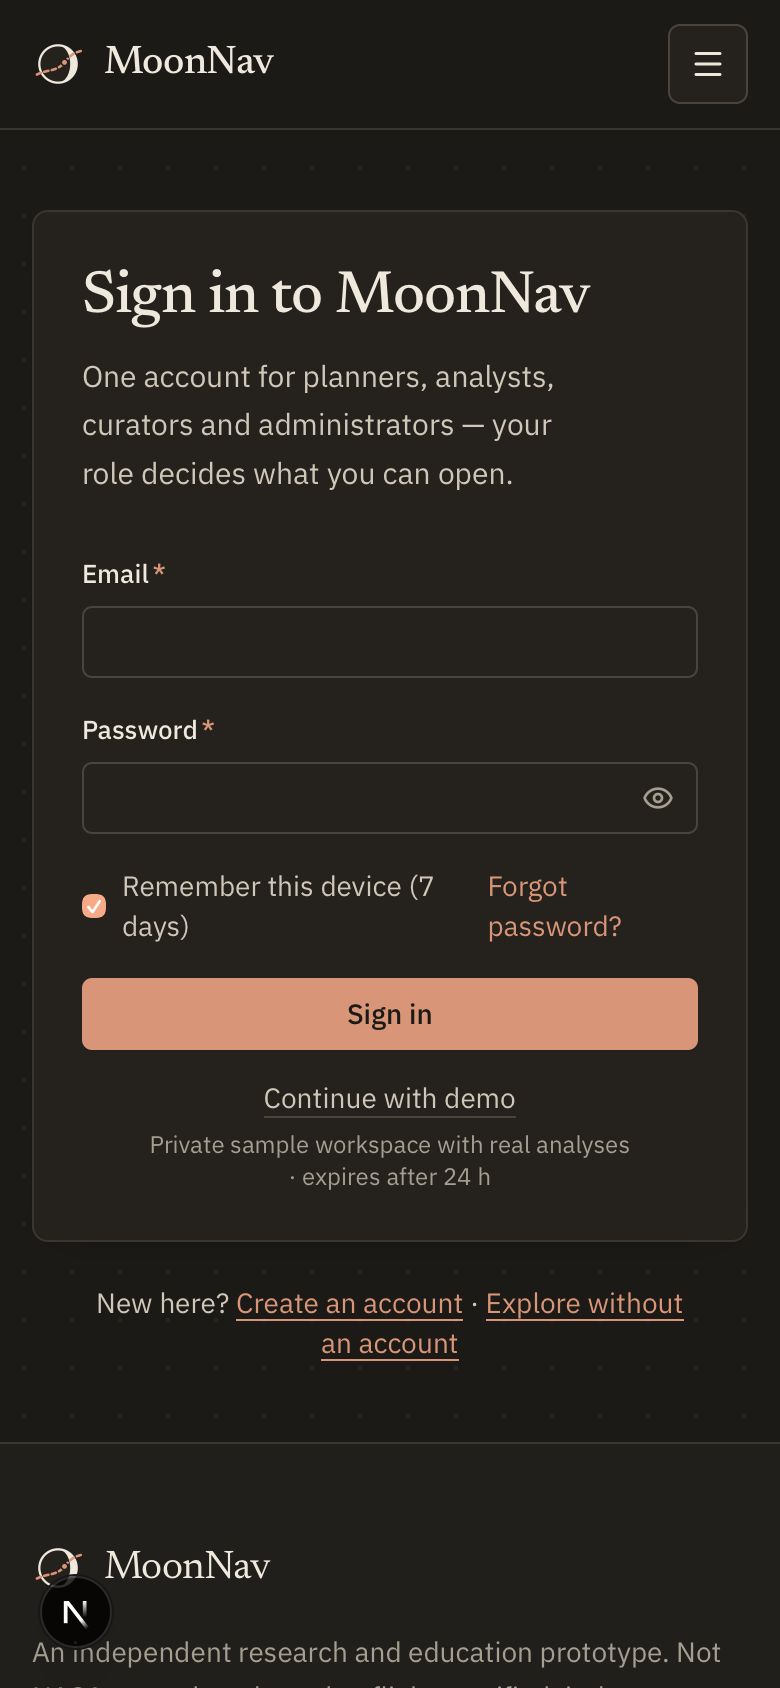 MoonNav
Sign in to MoonNav
One account for planners, analysts,
curators and administrators — your
role decides what you can open.
Email *
Password *
Remember this device (7
days)
Forgot
password?
Sign in
Continue with demo
Private sample workspace with real analyses
· expires after 24 h
New here? Create an account · Explore without
an account
MoonNav
N
An independent research and education prototype. Not